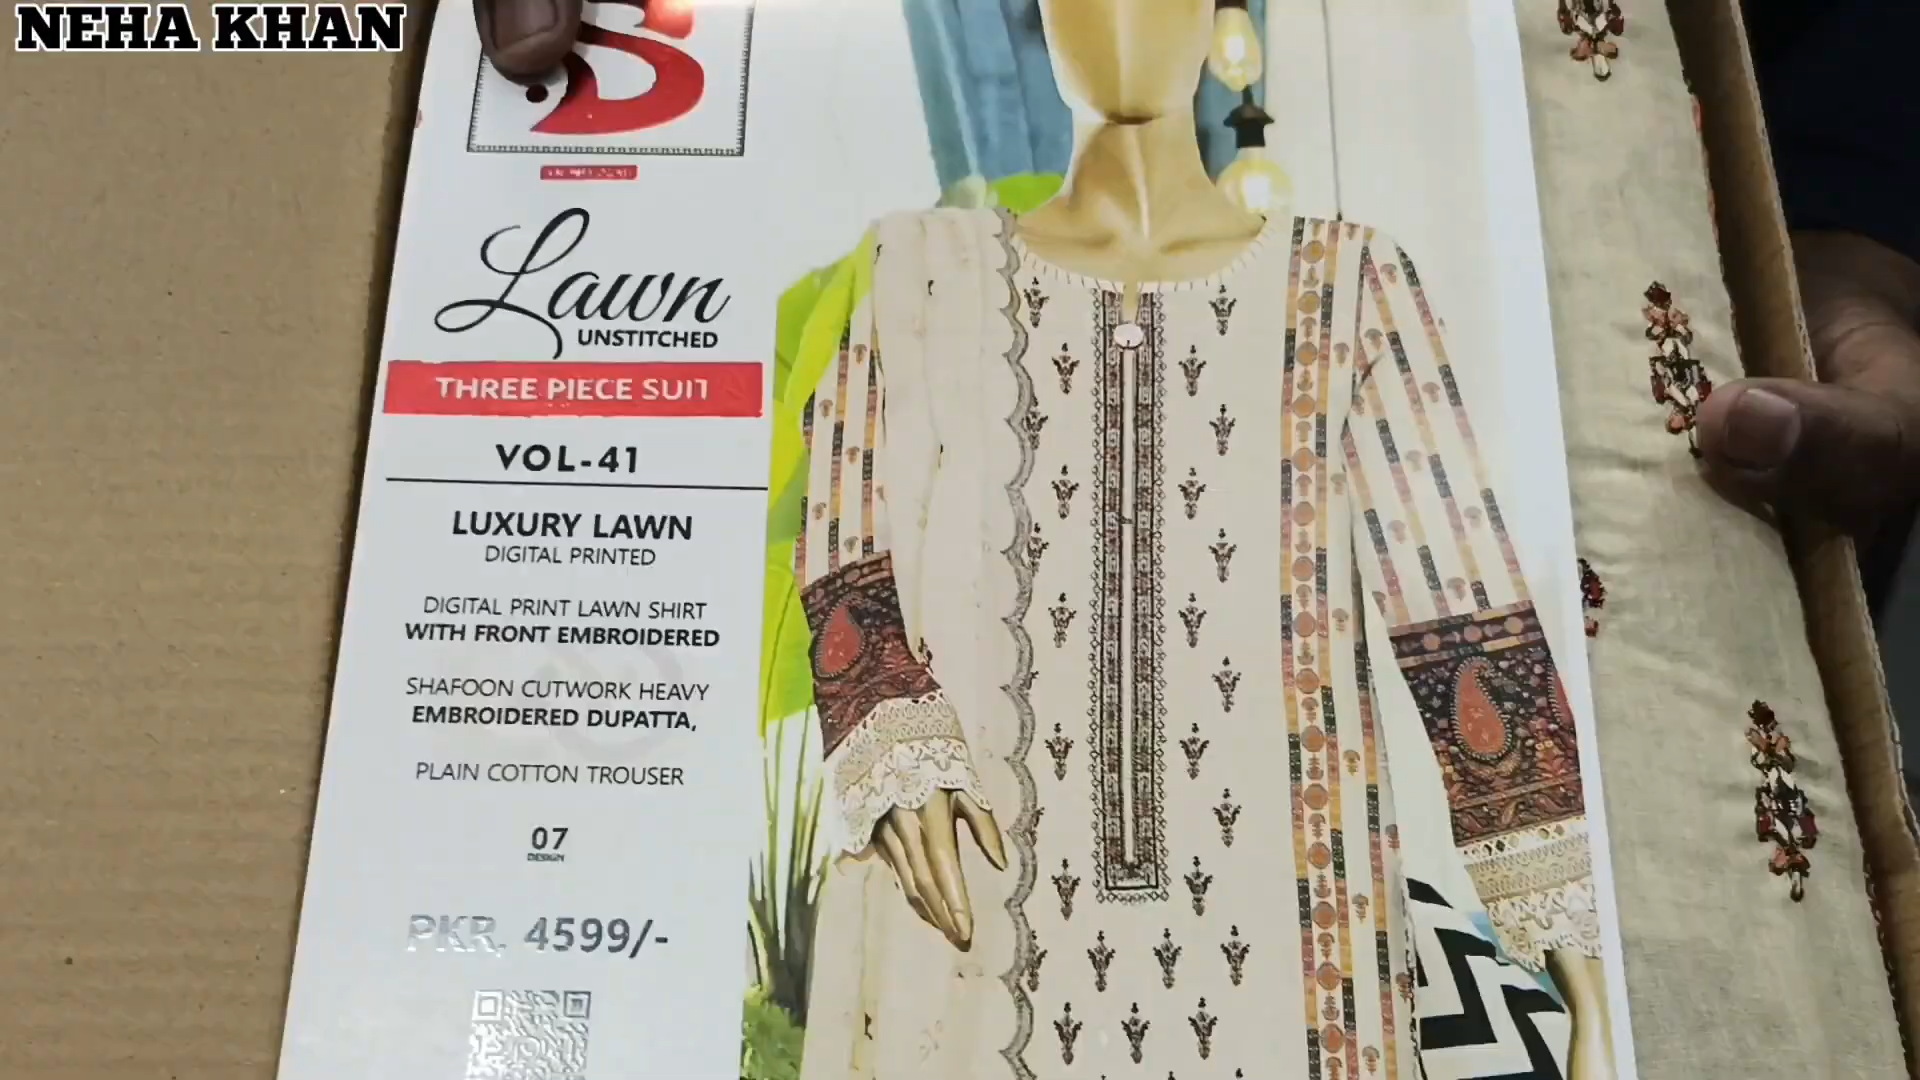 NEHA KHAN
Lawn
UNSTITCHED
THREE PIECE SUIT
VOL-41
LUXURY LAWN
DIGITAL PRINTED
DIGITAL PRINT LAWN SHIRT
WITH FRONT EMBROIDERED
SHAFOON CUTWORK HEAVY
EMBROIDERED DUPATTA,
PLAIN COTTON TROUSER
07
DESIGN
PKR. 4599/-